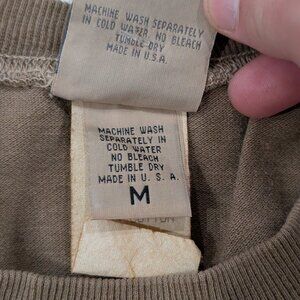 MACHINE WASH SEPARATELY
IN COLD WATER. NO BLEACH
TUMBLE DRY
MADE IN U.S.A.
MACHINE WASH
SEPARATELY IN
COLD WATER
NO BLEACH
TUMBLE DRY
MADE IN U. S. A.
M
COTTON